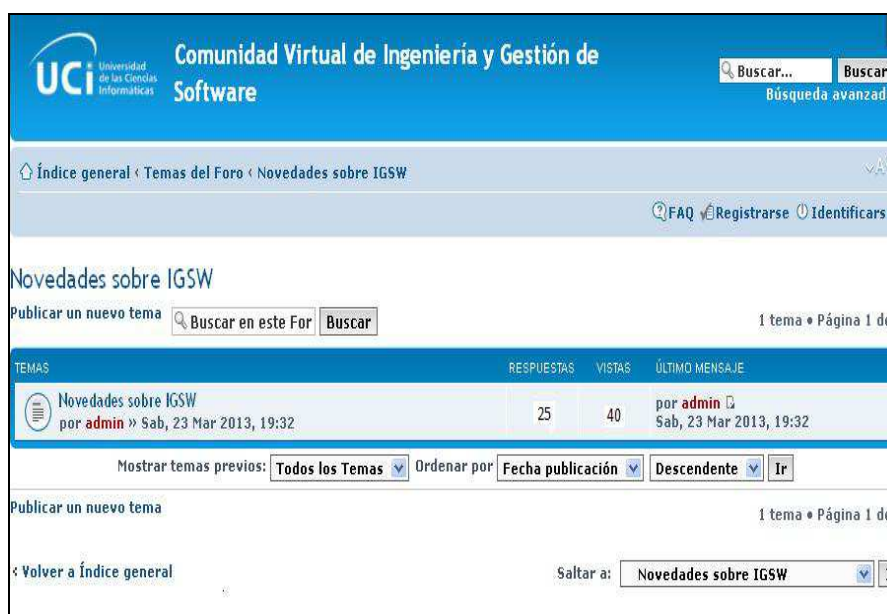 UCi Universidad de las Ciencias Informáticas
Comunidad Virtual de Ingeniería y Gestión de
Software
Buscar... Buscar
Búsqueda avanzad
Índice general ‹ Temas del Foro ‹ Novedades sobre IGSW
FAQ Registrarse Identificars
Novedades sobre IGSW
Publicar un nuevo tema Buscar en este For Buscar 1 tema • Página 1 d
TEMAS RESPUESTAS VISTAS ÚLTIMO MENSAJE
Novedades sobre IGSW 25 40 por admin
por admin » Sab, 23 Mar 2013, 19:32 Sab, 23 Mar 2013, 19:32
Mostrar temas previos: Todos los Temas Ordenar por Fecha publicación Descendente Ir
Publicar un nuevo tema 1 tema • Página 1 d
‹ Volver a Índice general Saltar a: Novedades sobre IGSW